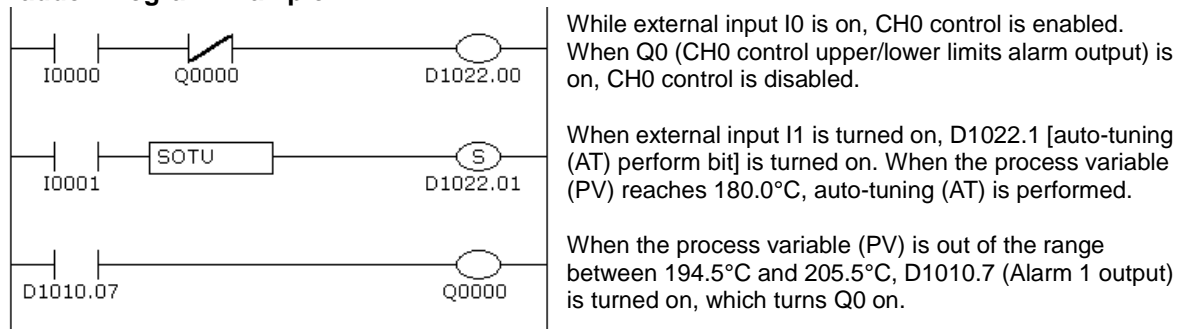 I0000 Q0000 D1022.00
SOTU
S
I0001 D1022.01
D1010.07 Q0000
While external input I0 is on, CH0 control is enabled.
When Q0 (CH0 control upper/lower limits alarm output) is
on, CH0 control is disabled.
When external input I1 is turned on, D1022.1 [auto-tuning
(AT) perform bit] is turned on. When the process variable
(PV) reaches 180.0°C, auto-tuning (AT) is performed.
When the process variable (PV) is out of the range
between 194.5°C and 205.5°C, D1010.7 (Alarm 1 output)
is turned on, which turns Q0 on.